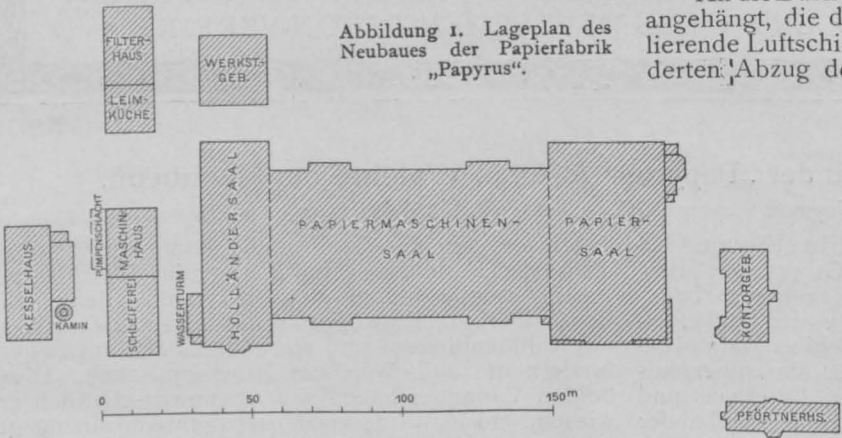 Abbildung 1. Lageplan des
Neubaues der Papierfabrik
„Papyrus“.
angehängt, die d
lierende Luftschi
derten Abzug de
FILTER-
HAUS
LEIM-
KÜCHE
WERKST.-
GEB.
KESSELHAUS
KAMIN
PUMPENSCHACHT
MASCHIN.
HAUS
SCHLEIFEREI
WASSERTURM
HOLLÄNDERSAAL
PAPIERMASCHINEN-
SAAL
PAPIER-
SAAL
KONTORGEB.
PFÖRTNERHS.
0 50 100 150 m